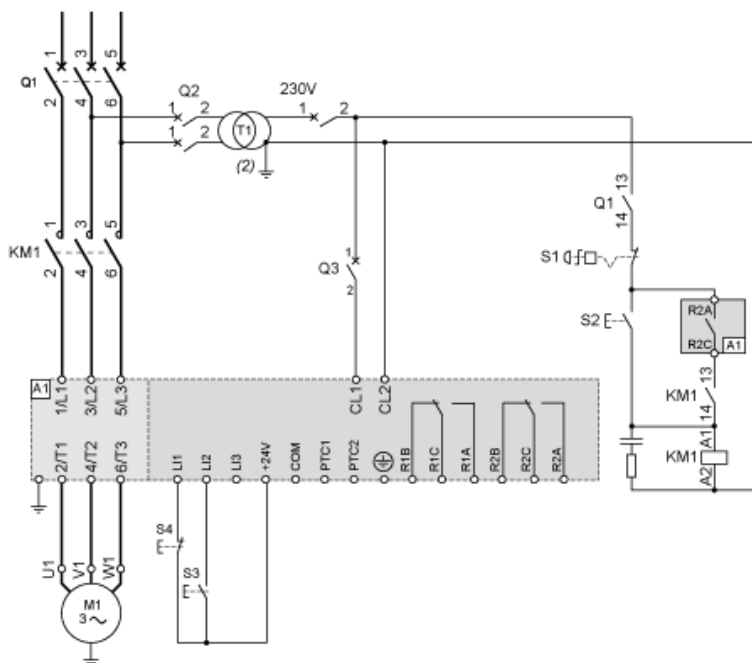 1 3 5
Q1
2 4 6
Q2
1 2
1 2
T1
(2)
230V
1 2
Q1
13
14
S1
S2
R2A
R2C
A1
13
KM1
14
A1
KM1
A2
Q3
1
2
1 3 5
KM1
2 4 6
A1
1/L1 3/L2 5/L3
CL1 CL2
2/T1 4/T2 6/T3
LI1 LI2 LI3 +24V COM PTC1 PTC2 R1B R1C R1A R2B R2C R2A
S4
S3
U1 V1 W1
M1
3 ~